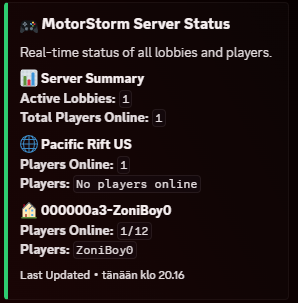 MotorStorm Server Status
Real-time status of all lobbies and players.
Server Summary
Active Lobbies: 1
Total Players Online: 1
Pacific Rift US
Players Online: 1
Players: No players online
000000a3-ZoniBoy0
Players Online: 1/12
Players: ZoniBoy0
Last Updated • tänään klo 20.16